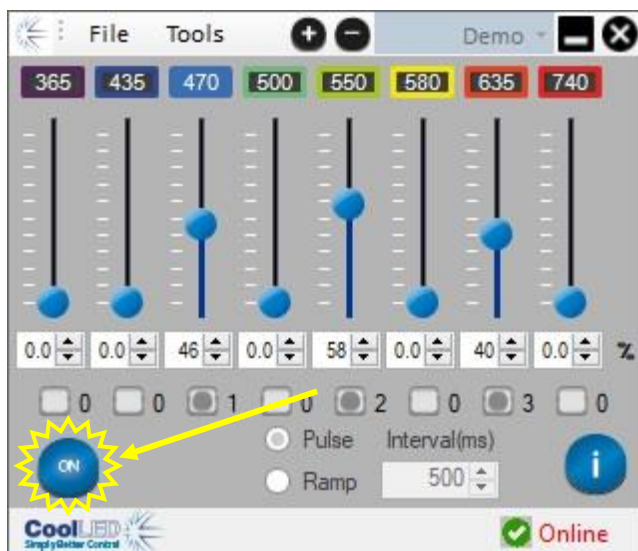 File Tools Demo
365 435 470 500 550 580 635 740
0.0 0.0 46 0.0 58 0.0 40 0.0 %
0 0 1 0 2 0 3 0
Pulse Interval(ms)
ON i
Ramp 500
CoolLED Online
Simply Better Control